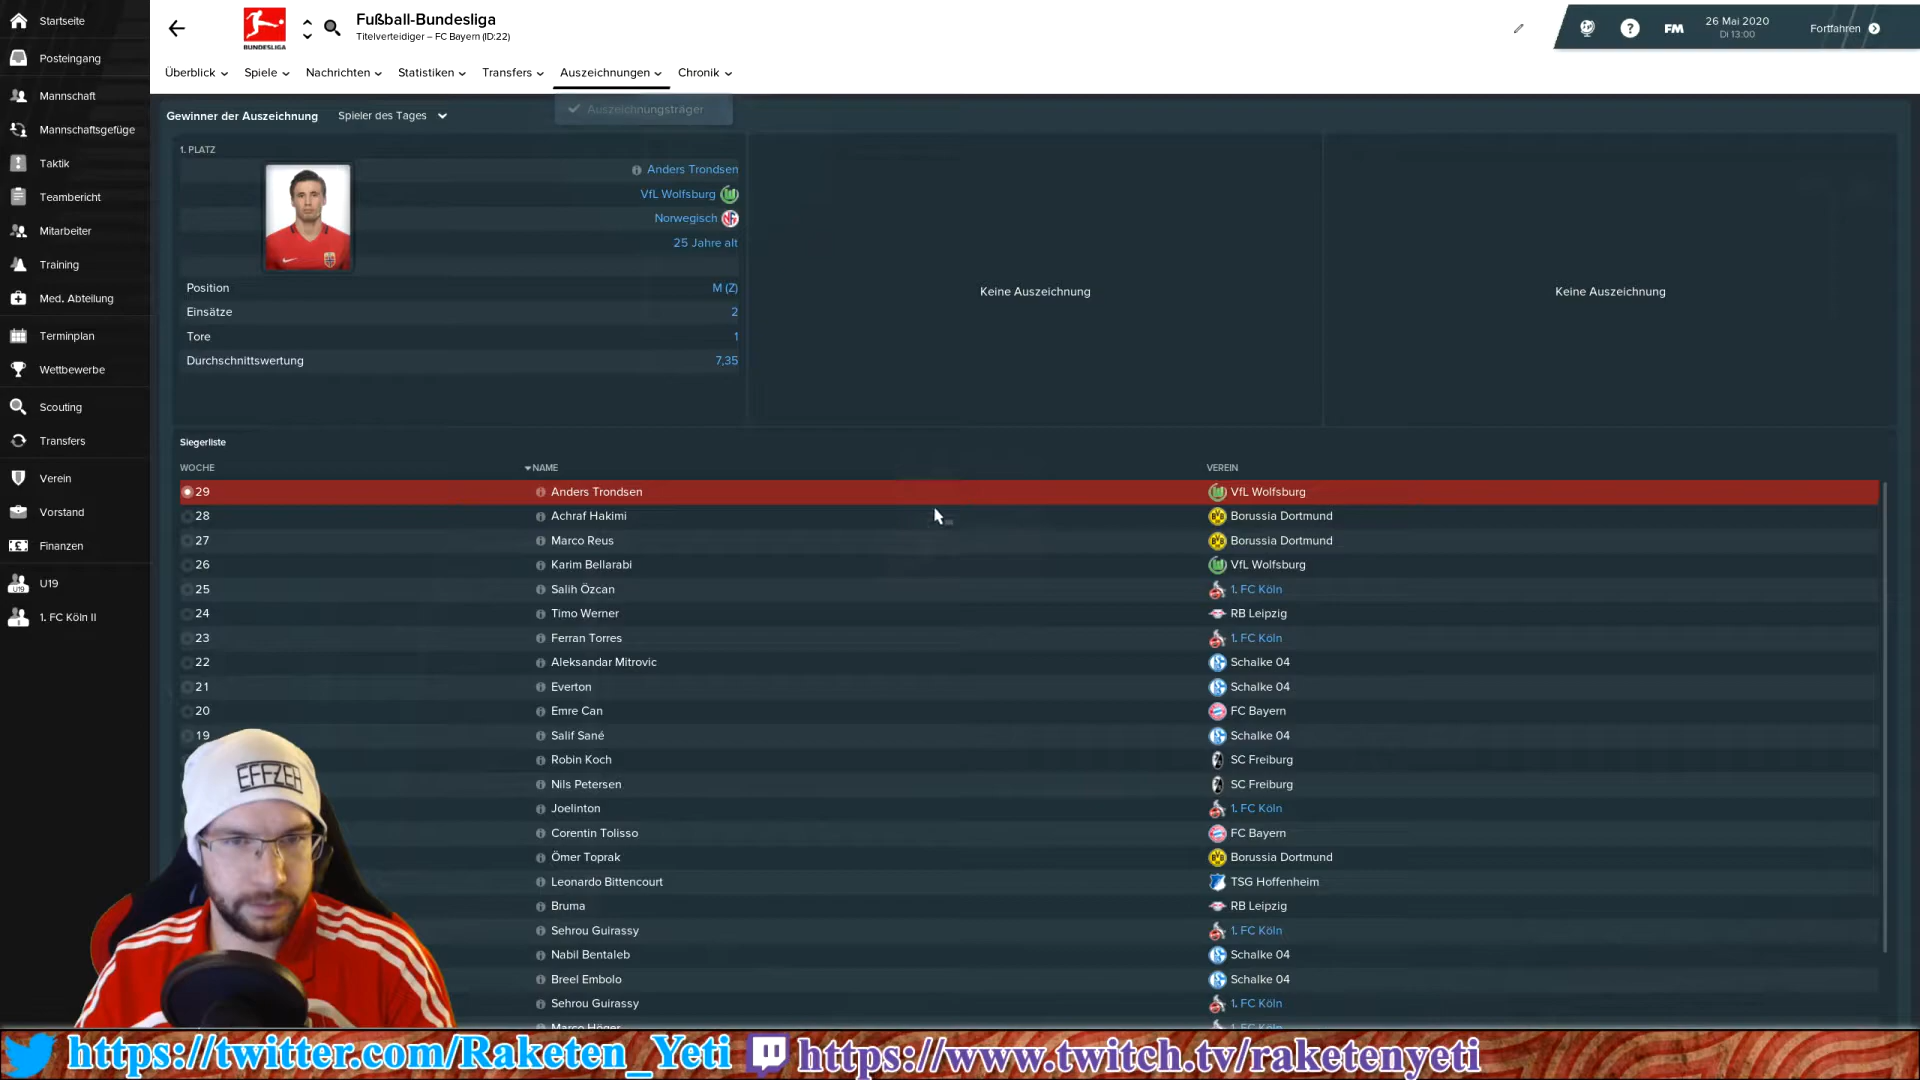 Startseite
Posteingang
Mannschaft
Mannschaftsgefüge
Taktik
Teambericht
Mitarbeiter
Training
Med. Abteilung
Terminplan
Wettbewerbe
Scouting
Transfers
Verein
Vorstand
Finanzen
U19
1. FC Köln II
BUNDESLIGA
Fußball-Bundesliga
Titelverteidiger – FC Bayern (ID:22)
? FM 26 Mai 2020
Di 13:00
Fortfahren
Überblick Spiele Nachrichten Statistiken Transfers Auszeichnungen Chronik
Auszeichnungsträger
Gewinner der Auszeichnung Spieler des Tages
1. PLATZ
Anders Trondsen
VfL Wolfsburg
Norwegisch
25 Jahre alt
Position M (Z)
Einsätze 2
Tore 1
Durchschnittswertung 7,35
Keine Auszeichnung
Keine Auszeichnung
Siegerliste
WOCHE NAME VEREIN
29 Anders Trondsen VfL Wolfsburg
28 Achraf Hakimi Borussia Dortmund
27 Marco Reus Borussia Dortmund
26 Karim Bellarabi VfL Wolfsburg
25 Salih Özcan 1. FC Köln
24 Timo Werner RB Leipzig
23 Ferran Torres 1. FC Köln
22 Aleksandar Mitrovic Schalke 04
21 Everton Schalke 04
20 Emre Can FC Bayern
19 Salif Sané Schalke 04
Robin Koch SC Freiburg
Nils Petersen SC Freiburg
Joelinton 1. FC Köln
Corentin Tolisso FC Bayern
Ömer Toprak Borussia Dortmund
Leonardo Bittencourt TSG Hoffenheim
Bruma RB Leipzig
Sehrou Guirassy 1. FC Köln
Nabil Bentaleb Schalke 04
Breel Embolo Schalke 04
Sehrou Guirassy 1. FC Köln
Marco Höger 1. FC Köln
EFFZEH
https://twitter.com/Raketen_Yeti https://www.twitch.tv/raketenyeti